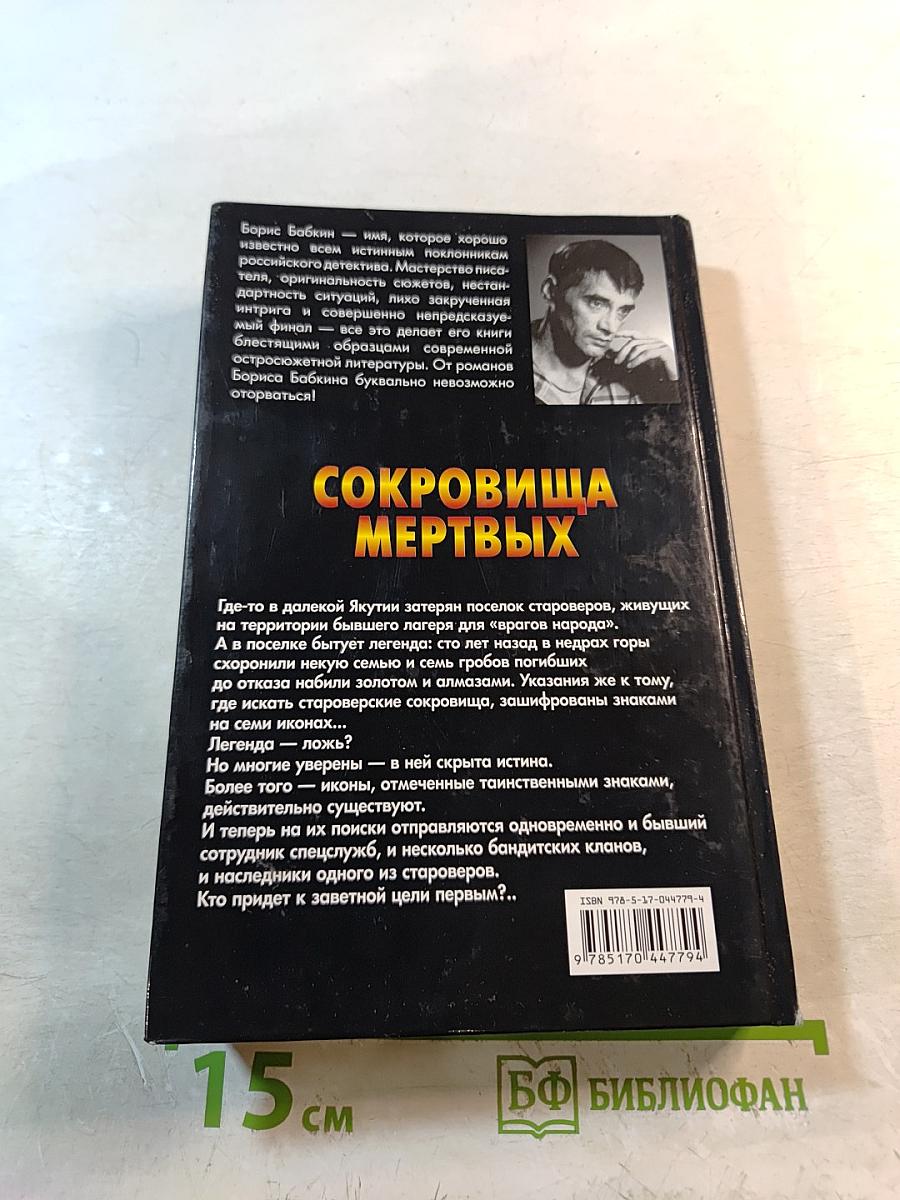 Борис Бабкин — имя, которое хорошо
известно всем истинным поклонникам
российского детектива. Мастерство писа-
теля, оригинальность сюжетов, нестан-
дартность ситуаций, лихо закрученная
интрига и совершенно непредсказуе-
мый финал — все это делает его книги
блестящими образцами современной
остросюжетной литературы. От романов
Бориса Бабкина буквально невозможно
оторваться!
СОКРОВИЩА
МЕРТВЫХ
Где-то в далекой Якутии затерян поселок староверов, живущих
на территории бывшего лагеря для «врагов народа».
А в поселке бытует легенда: сто лет назад в недрах горы
схоронили некую семью и семь гробов погибших
до отказа набили золотом и алмазами. Указания же к тому,
где искать староверские сокровища, зашифрованы знаками
на семи иконах...
Легенда — ложь?
Но многие уверены — в ней скрыта истина.
Более того — иконы, отмеченные таинственными знаками,
действительно существуют.
И теперь на их поиски отправляются одновременно и бывший
сотрудник спецслужб, и несколько бандитских кланов,
и наследники одного из староверов.
Кто придет к заветной цели первым?..
ISBN 978-5-17-044779-4
9 785170 447794
15 см
БФ БИБЛИОФАН